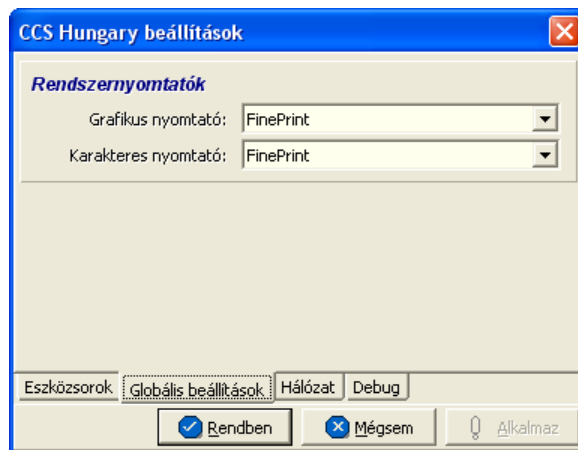 CCS Hungary beállítások
Rendszernyomtatók
Grafikus nyomtató: FinePrint
Karakteres nyomtató: FinePrint
Eszközsorok Globális beállítások Hálózat Debug
Rendben Mégsem Alkalmaz